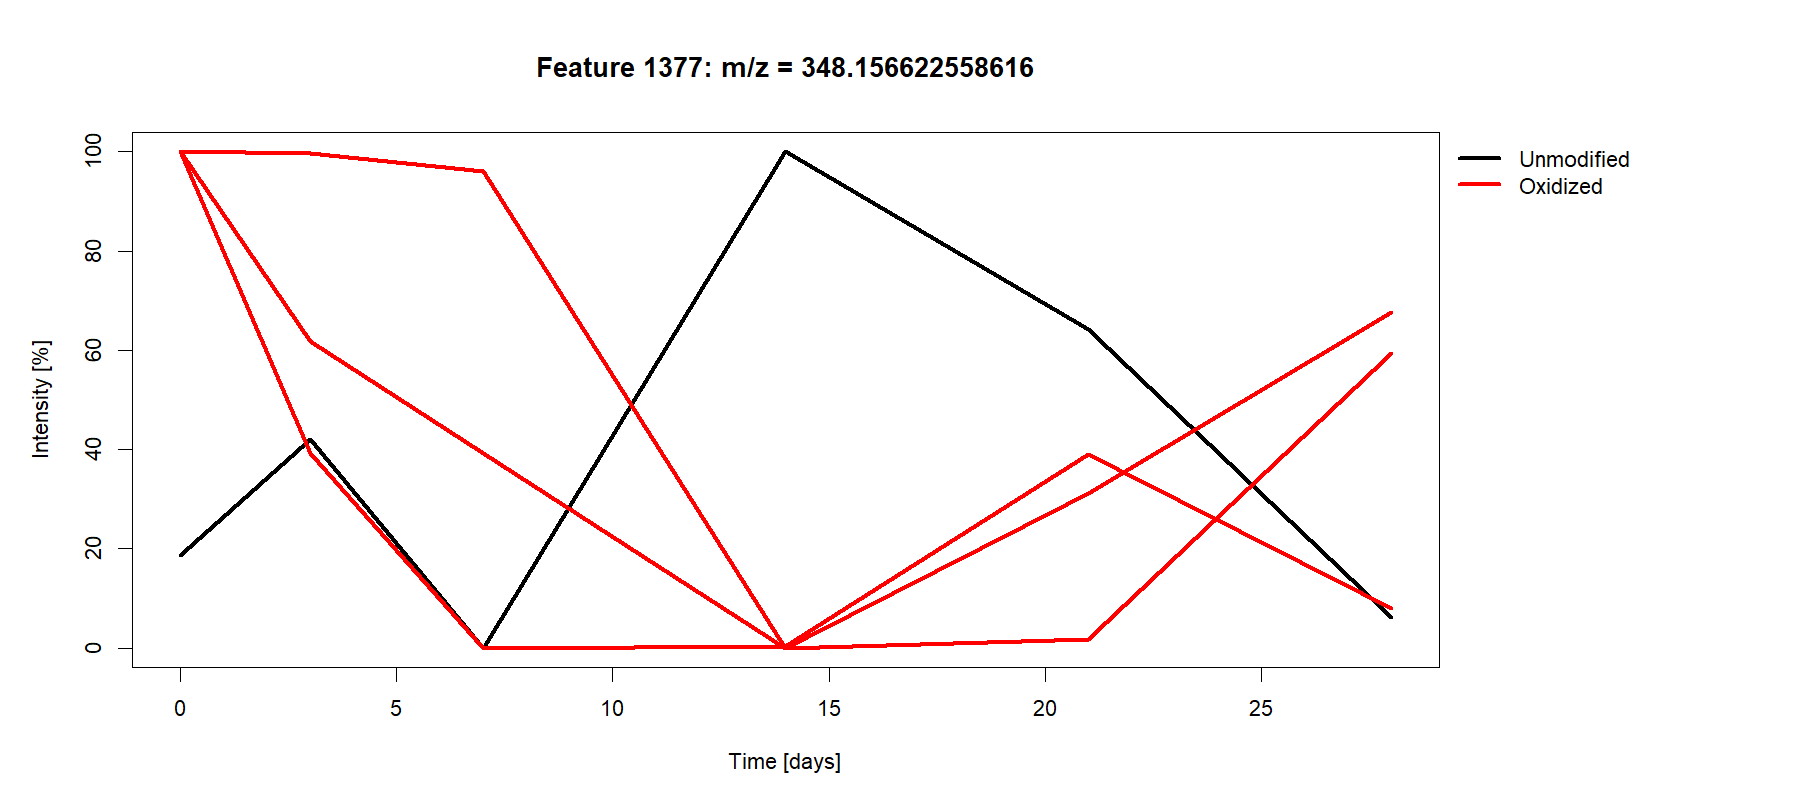 Feature 1377: m/z = 348.156622558616
Unmodified
Oxidized
Intensity [%]
100
80
60
40
20
0
0 5 10 15 20 25
Time [days]